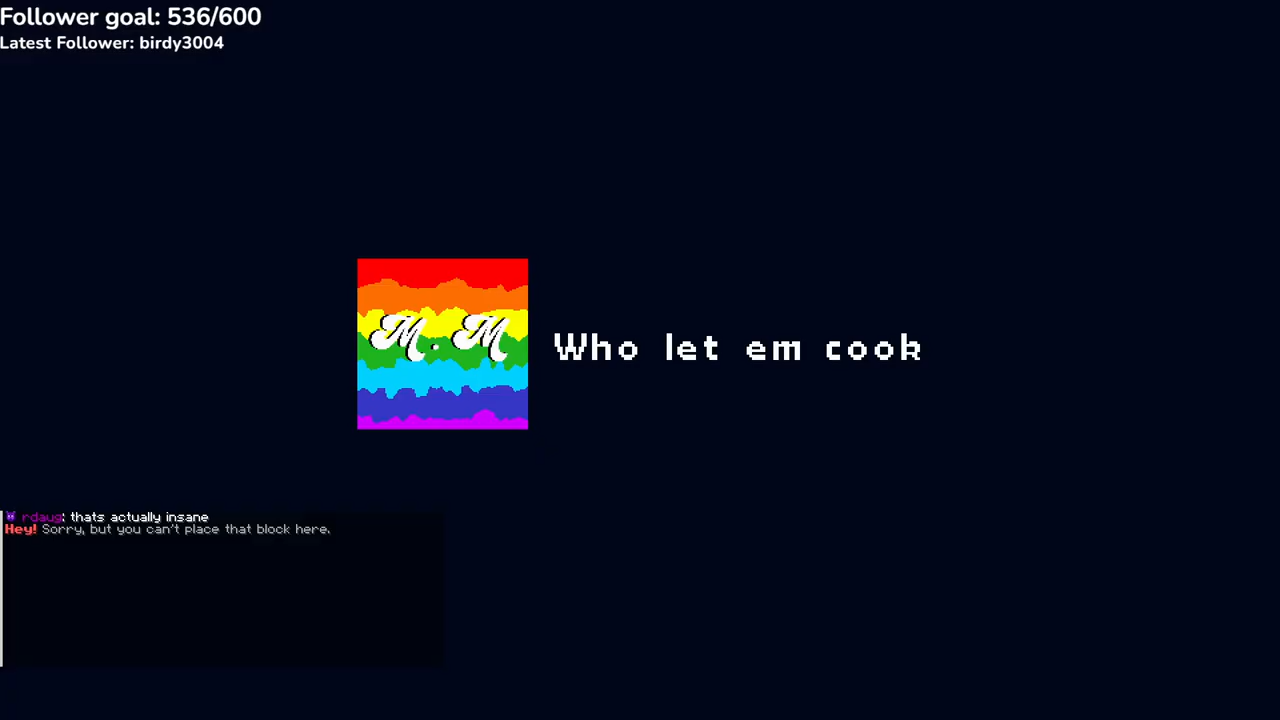 Follower goal: 536/600
Latest Follower: birdy3004
M. M
Who let em cook
rdaug: thats actually insane
Hey! Sorry, but you can't place that block here.